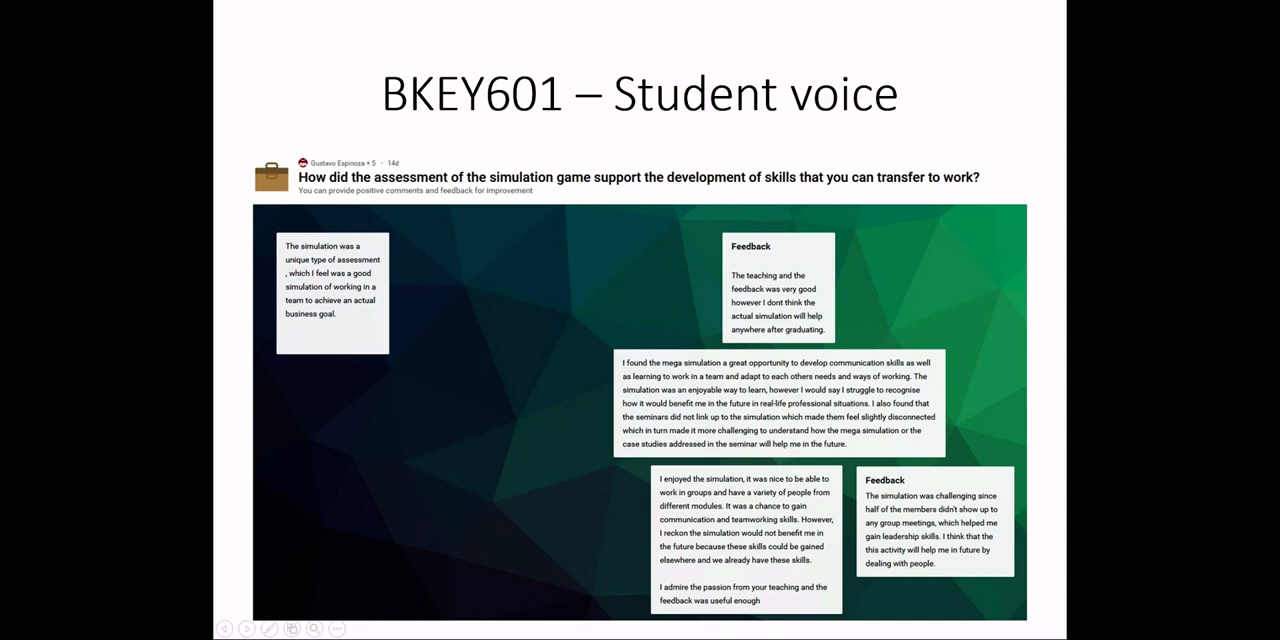 BKEY601 – Student voice
Gustavo Espinoza + 5 · 14d
How did the assessment of the simulation game support the development of skills that you can transfer to work?
You can provide positive comments and feedback for improvement
The simulation was a
unique type of assessment
, which I feel was a good
simulation of working in a
team to achieve an actual
business goal.
Feedback
The teaching and the
feedback was very good
however I dont think the
actual simulation will help
anywhere after graduating.
I found the mega simulation a great opportunity to develop communication skills as well
as learning to work in a team and adapt to each others needs and ways of working. The
simulation was an enjoyable way to learn, however I would say I struggle to recognise
how it would benefit me in the future in real-life professional situations. I also found that
the seminars did not link up to the simulation which made them feel slightly disconnected
which in turn made it more challenging to understand how the mega simulation or the
case studies addressed in the seminar will help me in the future.
I enjoyed the simulation, it was nice to be able to
work in groups and have a variety of people from
different modules. It was a chance to gain
communication and teamworking skills. However,
I reckon the simulation would not benefit me in
the future because these skills could be gained
elsewhere and we already have these skills.
I admire the passion from your teaching and the
feedback was useful enough
Feedback
The simulation was challenging since
half of the members didn't show up to
any group meetings, which helped me
gain leadership skills. I think that the
this activity will help me in future by
dealing with people.